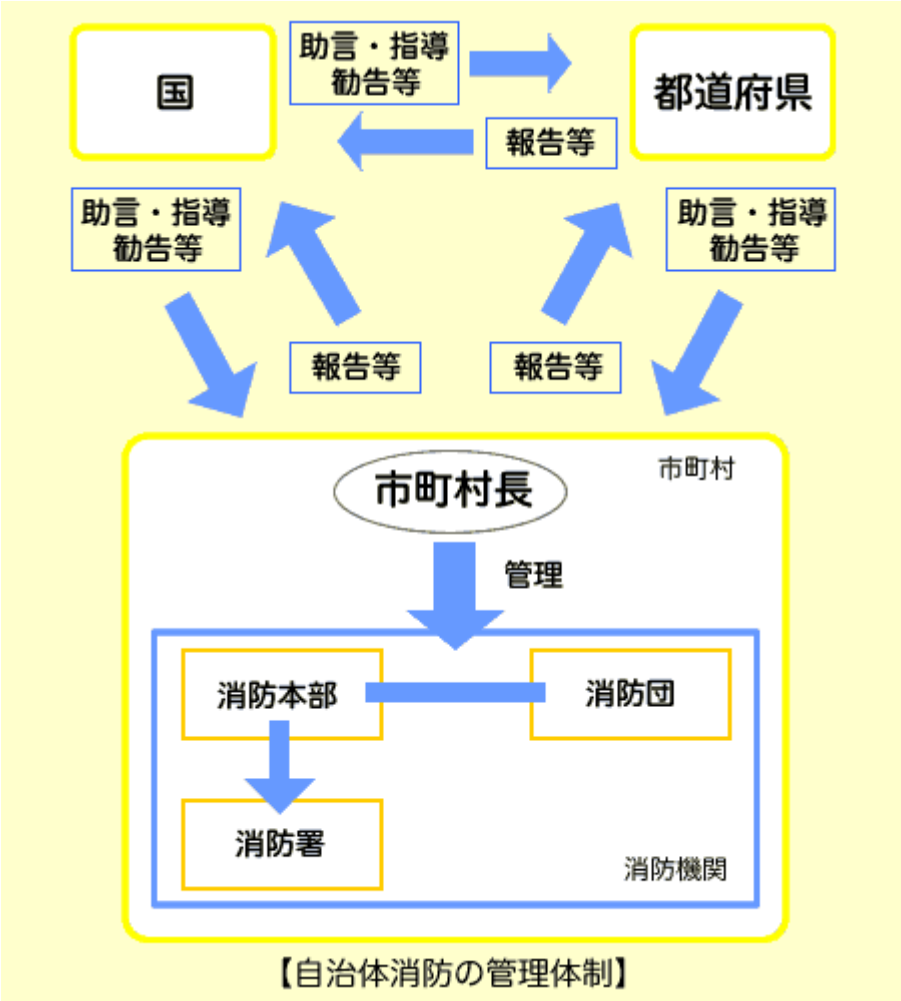 国
助言・指導
勧告等
都道府県
報告等
助言・指導
勧告等
助言・指導
勧告等
報告等
報告等
市町村
市町村長
管理
消防本部
消防団
消防署
消防機関
【自治体消防の管理体制】